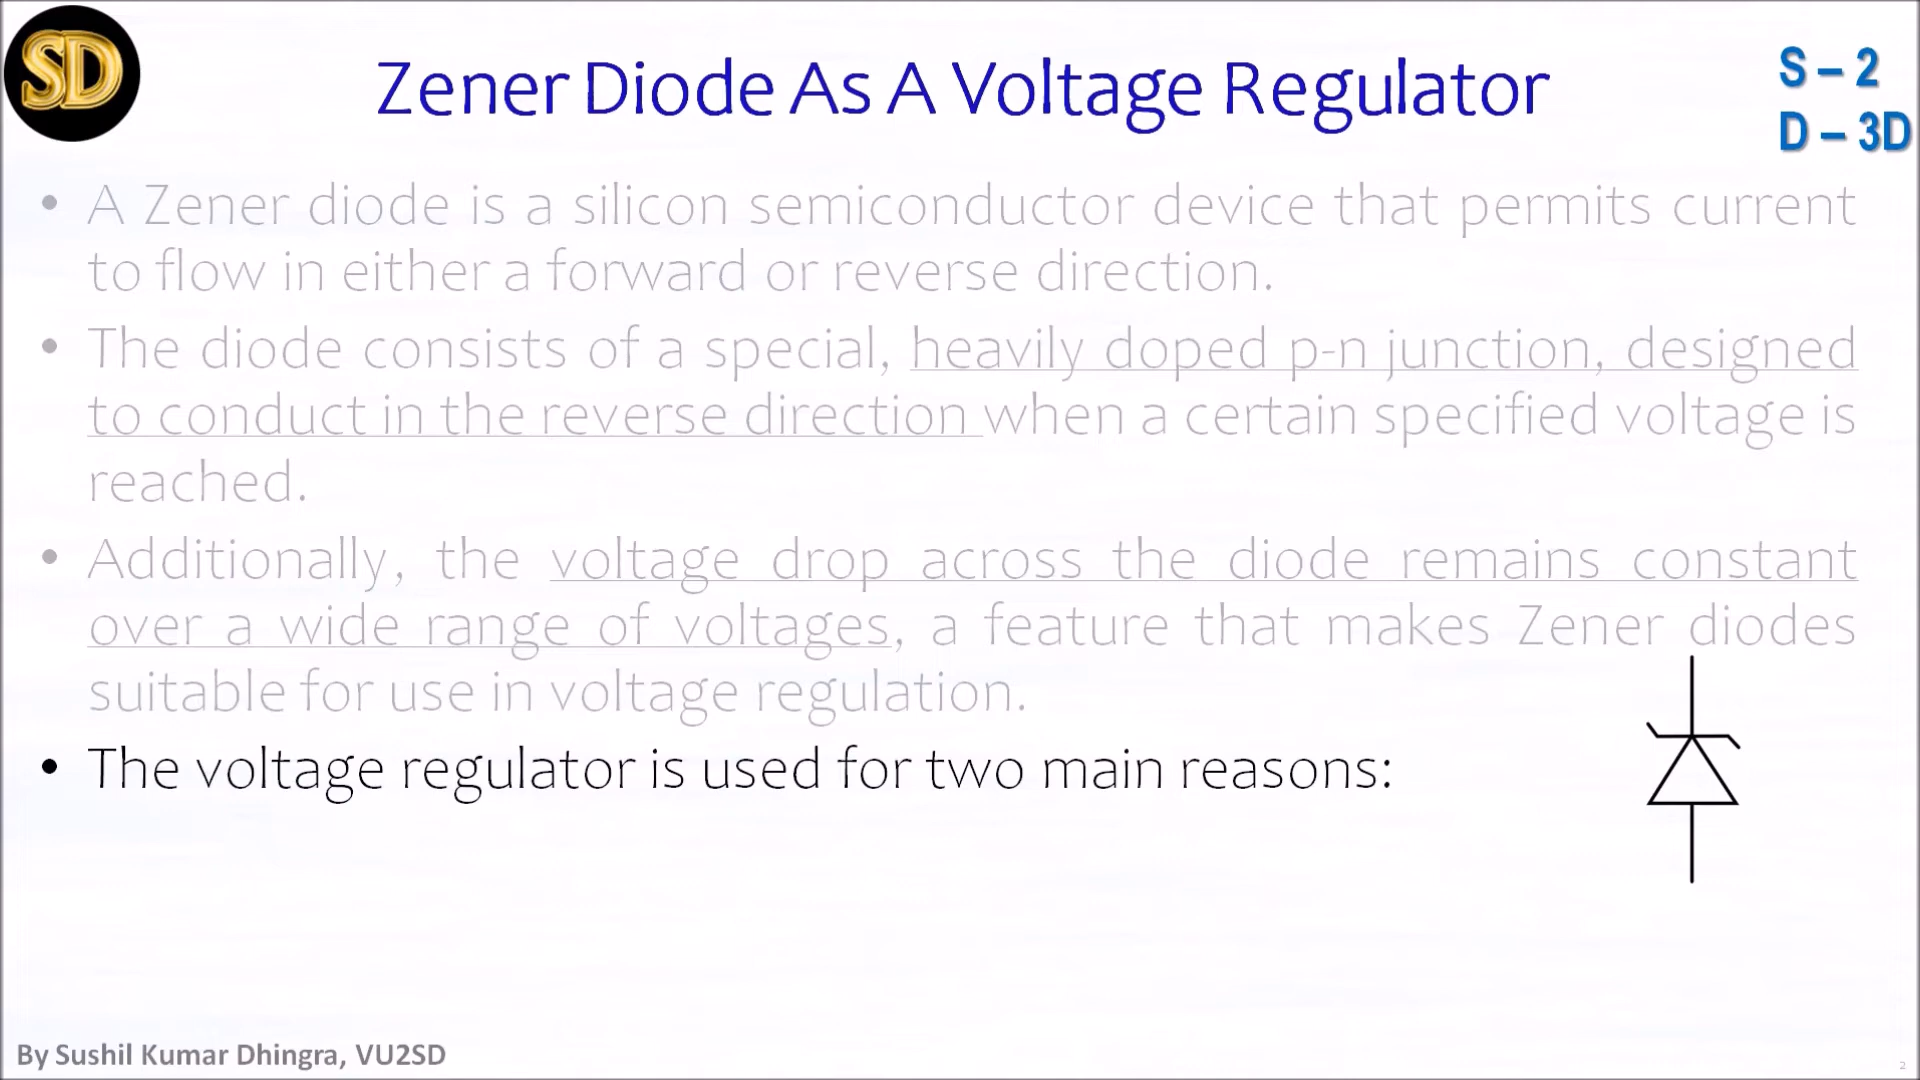 SD
Zener Diode As A Voltage Regulator
S – 2
D – 3D
• A Zener diode is a silicon semiconductor device that permits current
to flow in either a forward or reverse direction.
• The diode consists of a special, heavily doped p-n junction, designed
to conduct in the reverse direction when a certain specified voltage is
reached.
• Additionally, the voltage drop across the diode remains constant
over a wide range of voltages, a feature that makes Zener diodes
suitable for use in voltage regulation.
• The voltage regulator is used for two main reasons:
By Sushil Kumar Dhingra, VU2SD
2